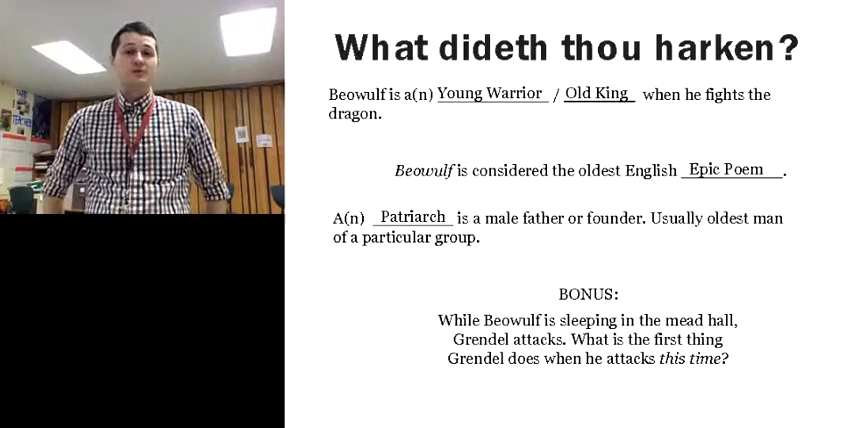 What dideth thou harken?
Beowulf is a(n) Young Warrior / Old King when he fights the
dragon.
Beowulf is considered the oldest English Epic Poem.
A(n) Patriarch is a male father or founder. Usually oldest man
of a particular group.
BONUS:
While Beowulf is sleeping in the mead hall,
Grendel attacks. What is the first thing
Grendel does when he attacks this time?